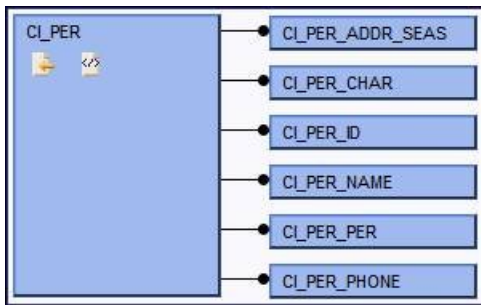 CI_PER
CI_PER_ADDR_SEAS
CI_PER_CHAR
CI_PER_ID
CI_PER_NAME
CI_PER_PER
CI_PER_PHONE